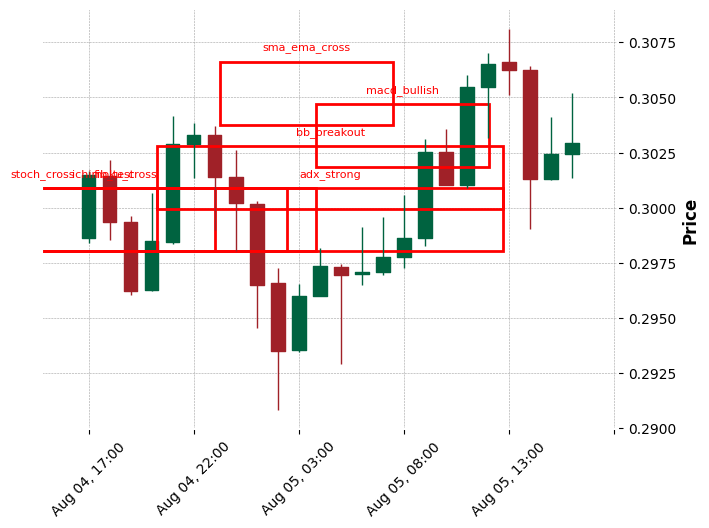 sma_ema_cross
macd_bullish
bb_breakout
stoch_cross
adx_strong
0.3075
0.3050
0.3025
0.3000
0.2975
0.2950
0.2925
0.2900
Price
Aug 04, 17:00
Aug 04, 22:00
Aug 05, 03:00
Aug 05, 08:00
Aug 05, 13:00